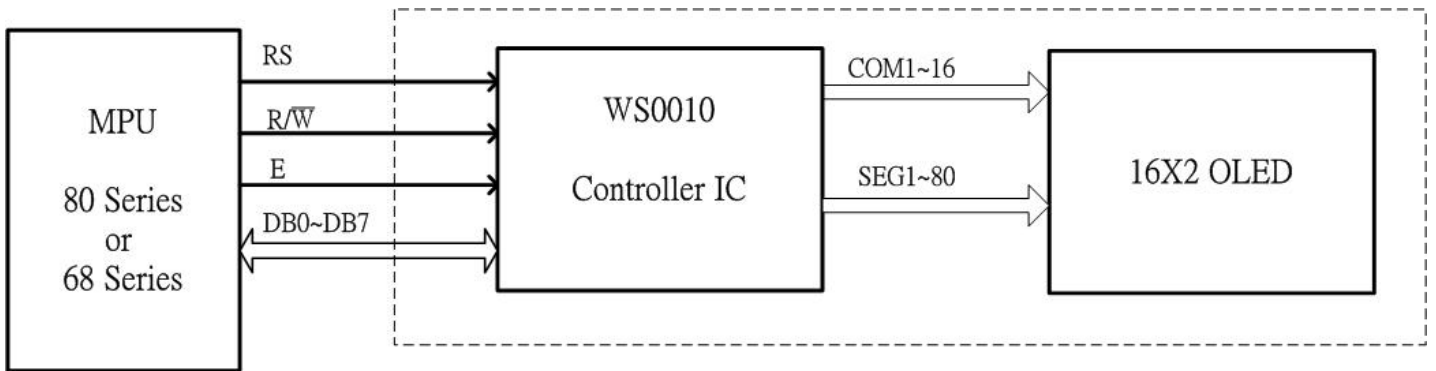 MPU
80 Series
or
68 Series
RS
R/W̅
E
DB0~DB7
WS0010
Controller IC
COM1~16
SEG1~80
16X2 OLED